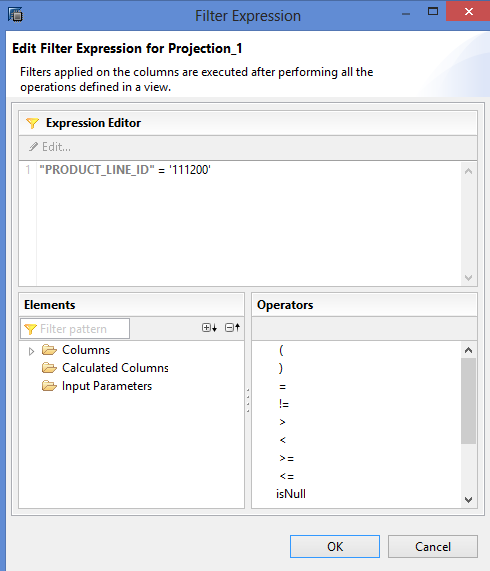 Filter Expression
Edit Filter Expression for Projection_1
Filters applied on the columns are executed after performing all the
operations defined in a view.
Expression Editor
Edit...
1 "PRODUCT_LINE_ID" = '111200'
Elements
Filter pattern
Columns
Calculated Columns
Input Parameters
Operators
(
)
=
!=
>
<
>=
<=
isNull
OK
Cancel